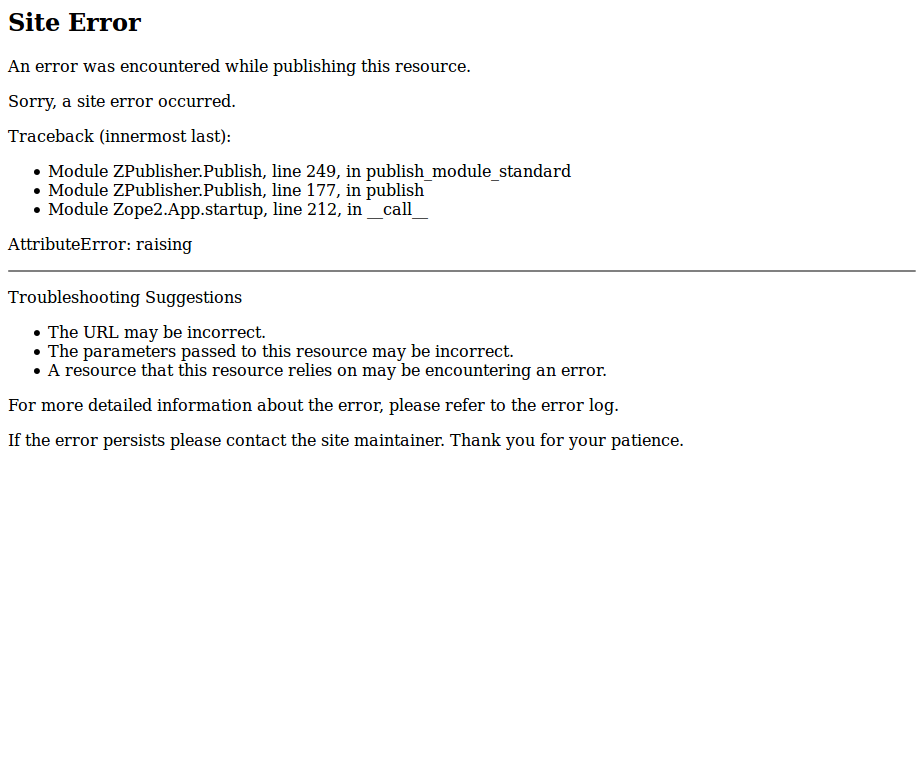 Site Error
An error was encountered while publishing this resource.
Sorry, a site error occurred.
Traceback (innermost last):
Module ZPublisher.Publish, line 249, in publish_module_standard
Module ZPublisher.Publish, line 177, in publish
Module Zope2.App.startup, line 212, in __call__
AttributeError: raising
Troubleshooting Suggestions
The URL may be incorrect.
The parameters passed to this resource may be incorrect.
A resource that this resource relies on may be encountering an error.
For more detailed information about the error, please refer to the error log.
If the error persists please contact the site maintainer. Thank you for your patience.